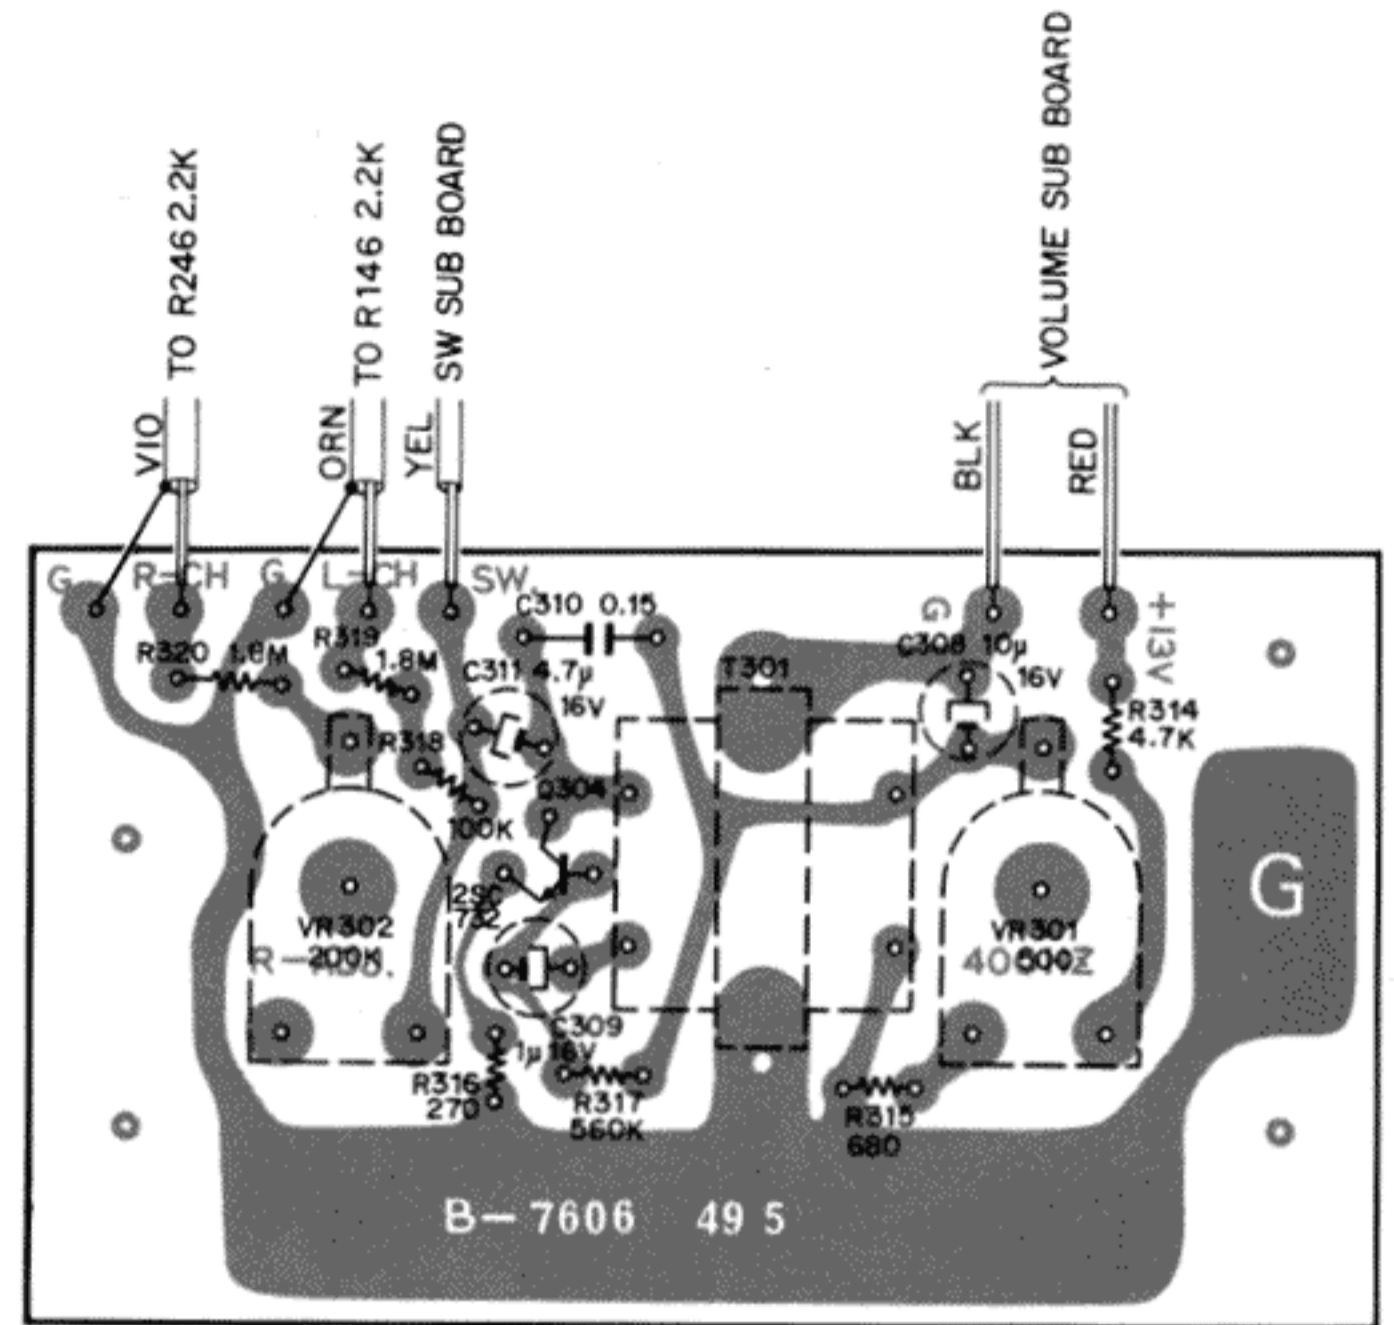 TO R246 2.2K
TO R146 2.2K
SW SUB BOARD
VOLUME SUB BOARD
VIO
ORN
YEL
BLK
RED
G
R-CH
G
L-CH
SW.
G
+13V
C310 0.15
R320 1.8M
R319
1.8M
C311 4.7μ
16V
T301
C308 10μ
16V
R314
4.7K
R318
100K
Q304
2SC
732
VR302
200K
VR301
G
C309
1μ 16V
R316
270
R317
560K
R315
680
B-7606 49 5